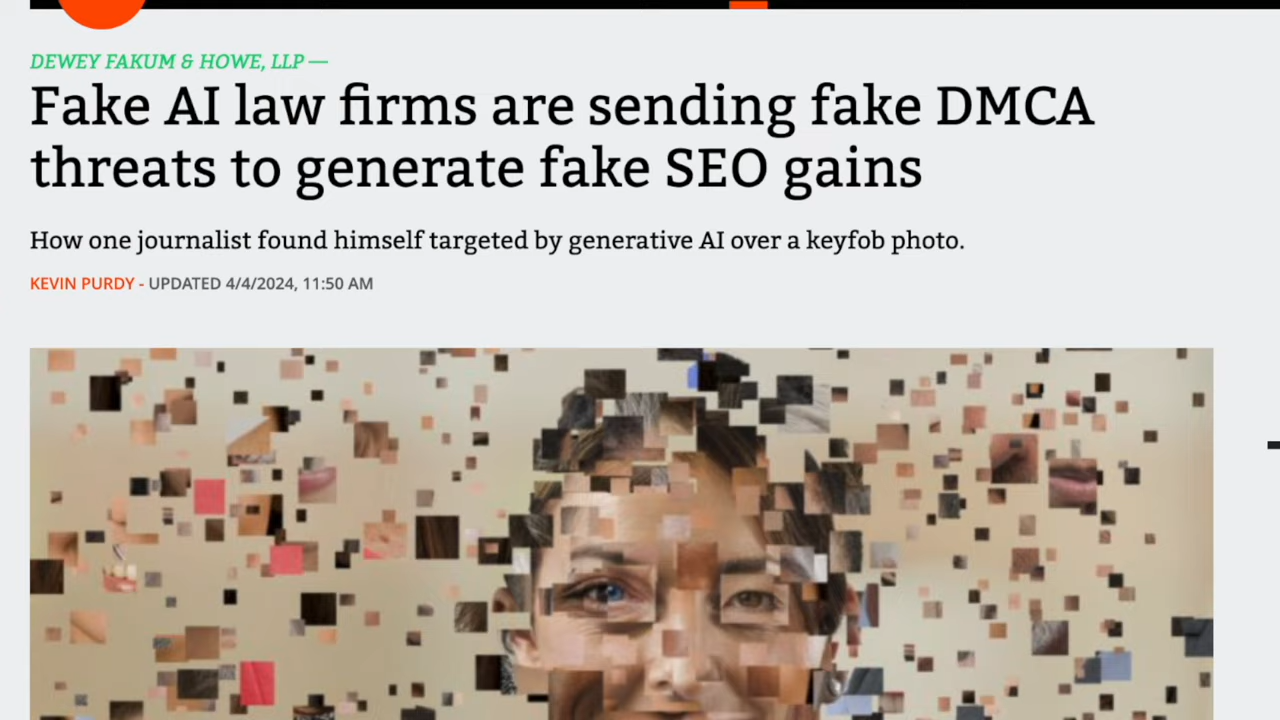 DEWEY FAKUM & HOWE, LLP —
Fake AI law firms are sending fake DMCA
threats to generate fake SEO gains
How one journalist found himself targeted by generative AI over a keyfob photo.
KEVIN PURDY - UPDATED 4/4/2024, 11:50 AM